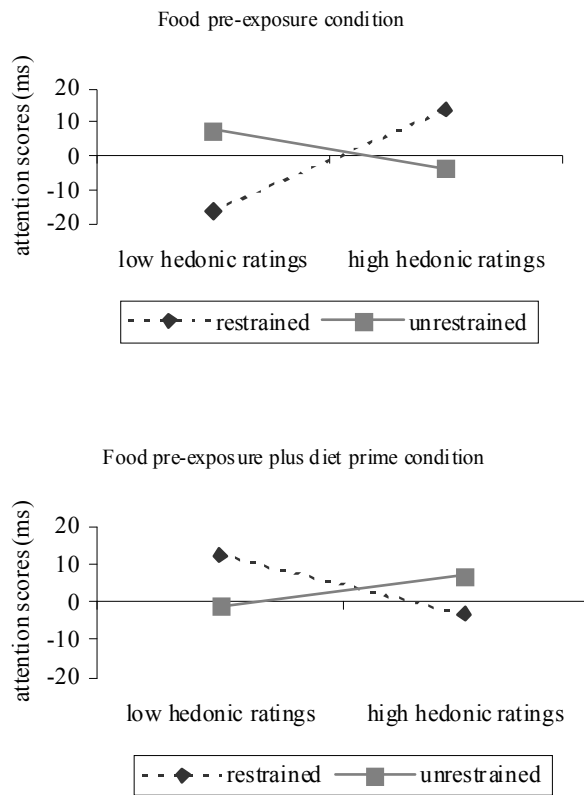 Food pre-exposure condition
attention scores (ms)
20
10
0
-10
-20
low hedonic ratings high hedonic ratings
restrained unrestrained
Food pre-exposure plus diet prime condition
attention scores (ms)
20
10
0
-10
-20
low hedonic ratings high hedonic ratings
restrained unrestrained